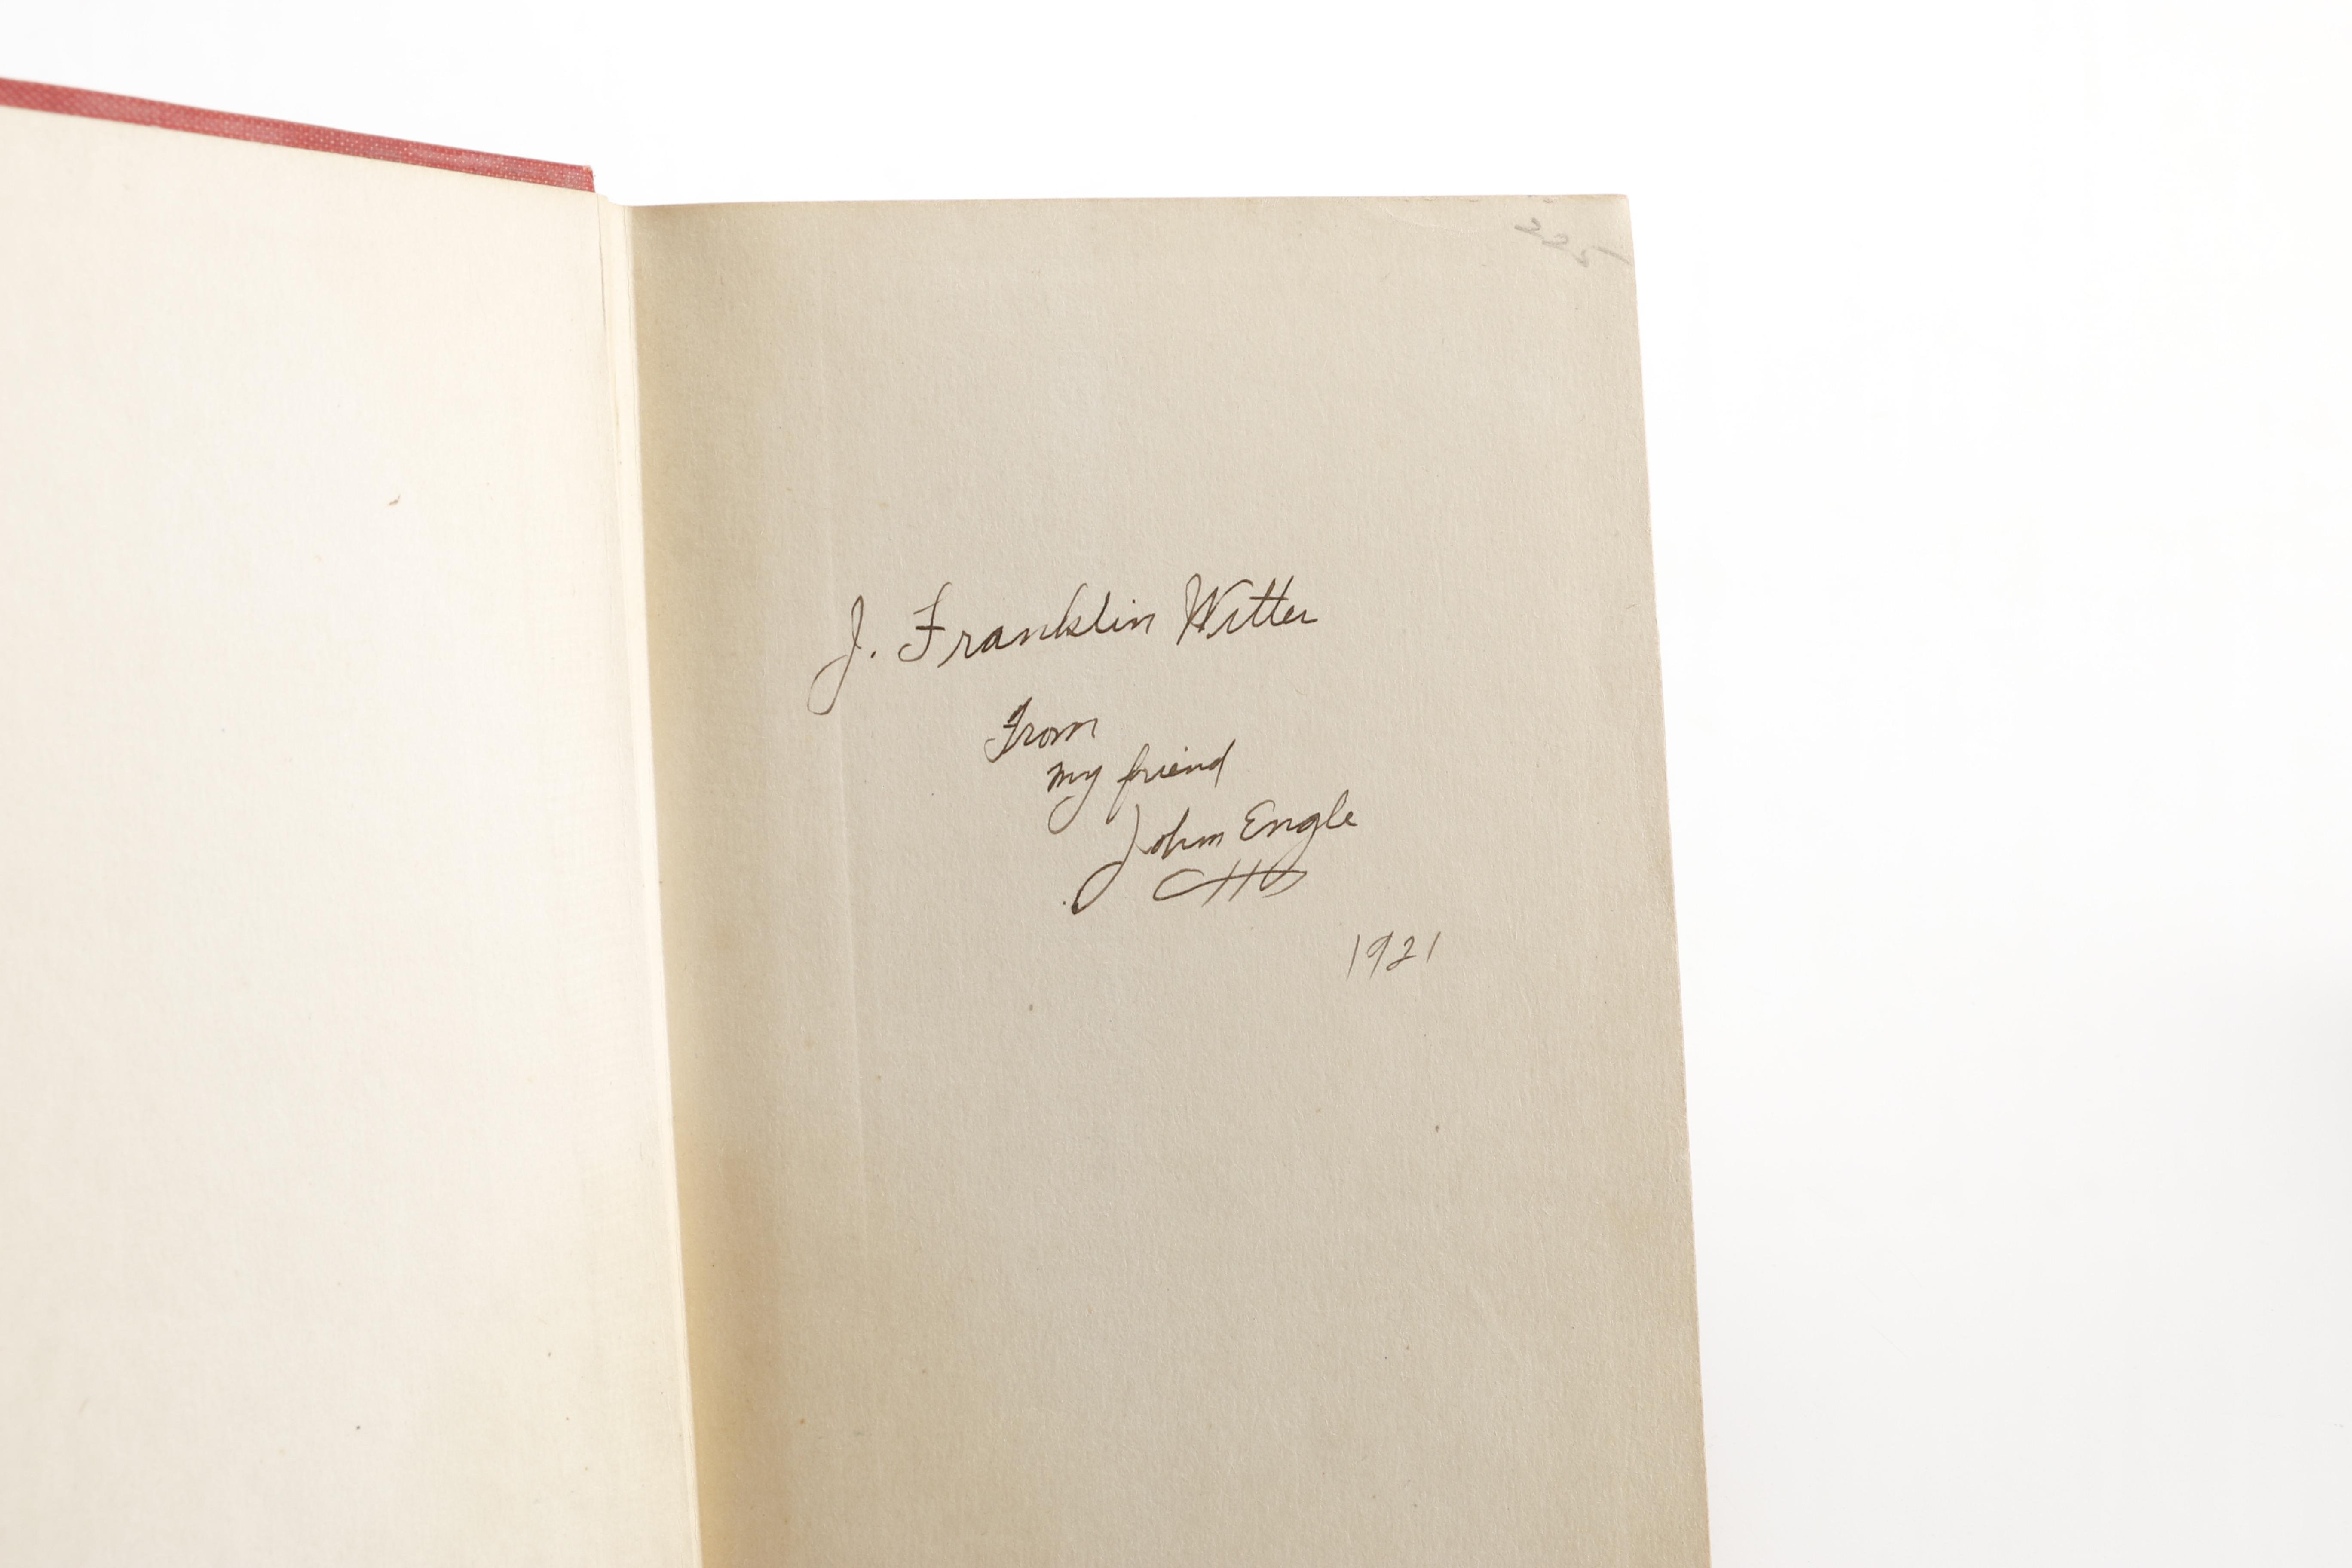 J. Franklin Witter
From
my friend
John Engle
1921